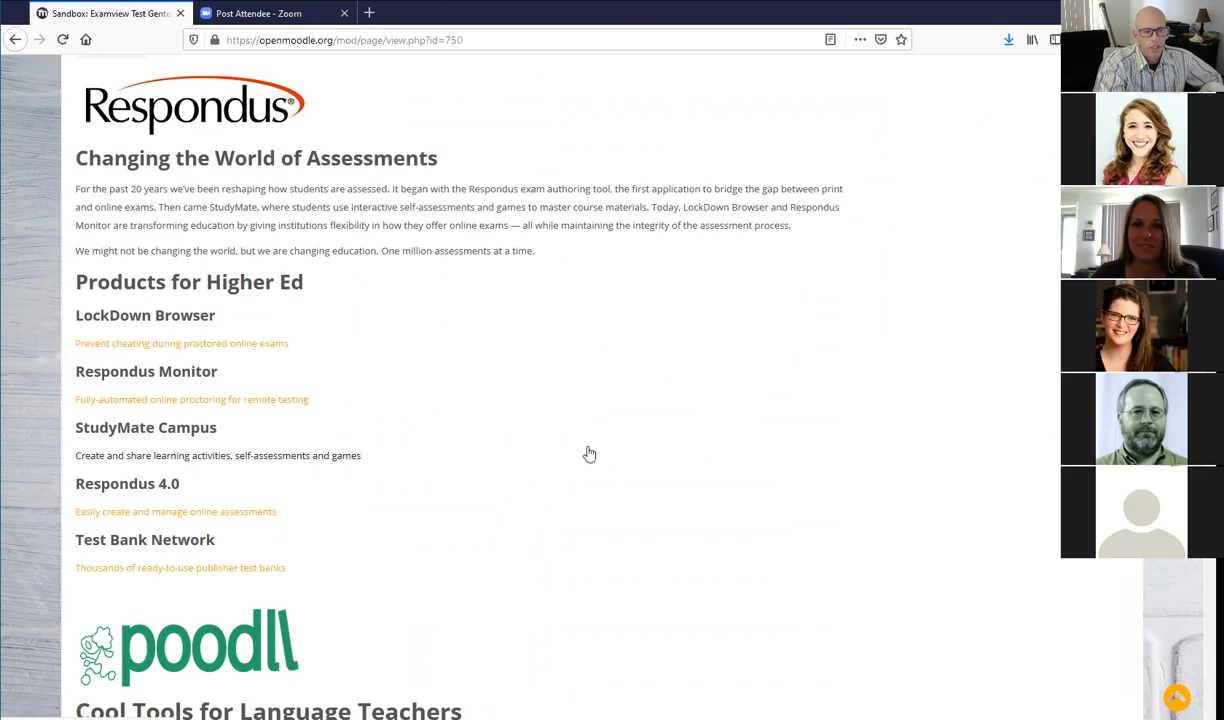 Sandbox: Examview Test Gene
Post Attendee - Zoom
https://openmoodle.org/mod/page/view.php?id=750
Respondus®
Changing the World of Assessments
For the past 20 years we've been reshaping how students are assessed. It began with the Respondus exam authoring tool, the first application to bridge the gap between print
and online exams. Then came StudyMate, where students use interactive self-assessments and games to master course materials. Today, LockDown Browser and Respondus
Monitor are transforming education by giving institutions flexibility in how they offer online exams — all while maintaining the integrity of the assessment process.
We might not be changing the world, but we are changing education. One million assessments at a time.
Products for Higher Ed
LockDown Browser
Prevent cheating during proctored online exams
Respondus Monitor
Fully-automated online proctoring for remote testing
StudyMate Campus
Create and share learning activities, self-assessments and games
Respondus 4.0
Easily create and manage online assessments
Test Bank Network
Thousands of ready-to-use publisher test banks
poodll
Cool Tools for Language Teachers